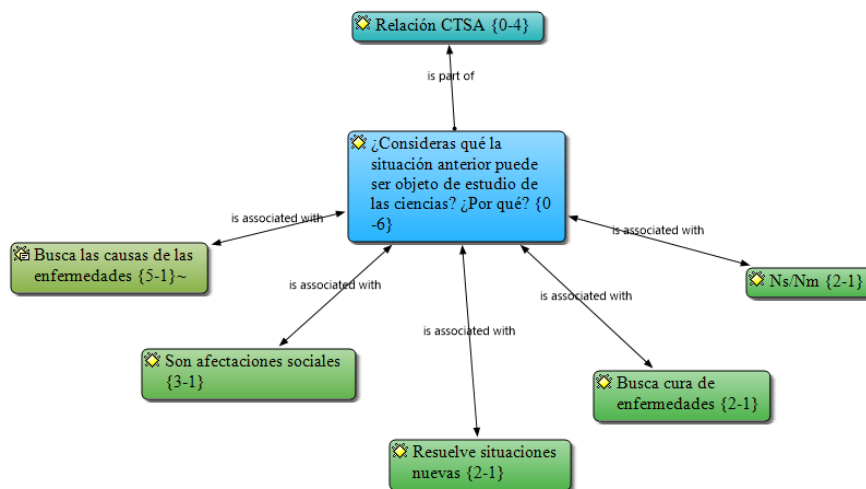 Relación CTSA {0-4}
is part of
¿Consideras qué la
situación anterior puede
ser objeto de estudio de
las ciencias? ¿Por qué? {0
-6}
is associated with
is associated with
Busca las causas de las
enfermedades {5-1}~
is associated with
is associated with
Ns/Nm {2-1}
is associated with
Son afectaciones sociales
{3-1}
Busca cura de
enfermedades {2-1}
Resuelve situaciones
nuevas {2-1}